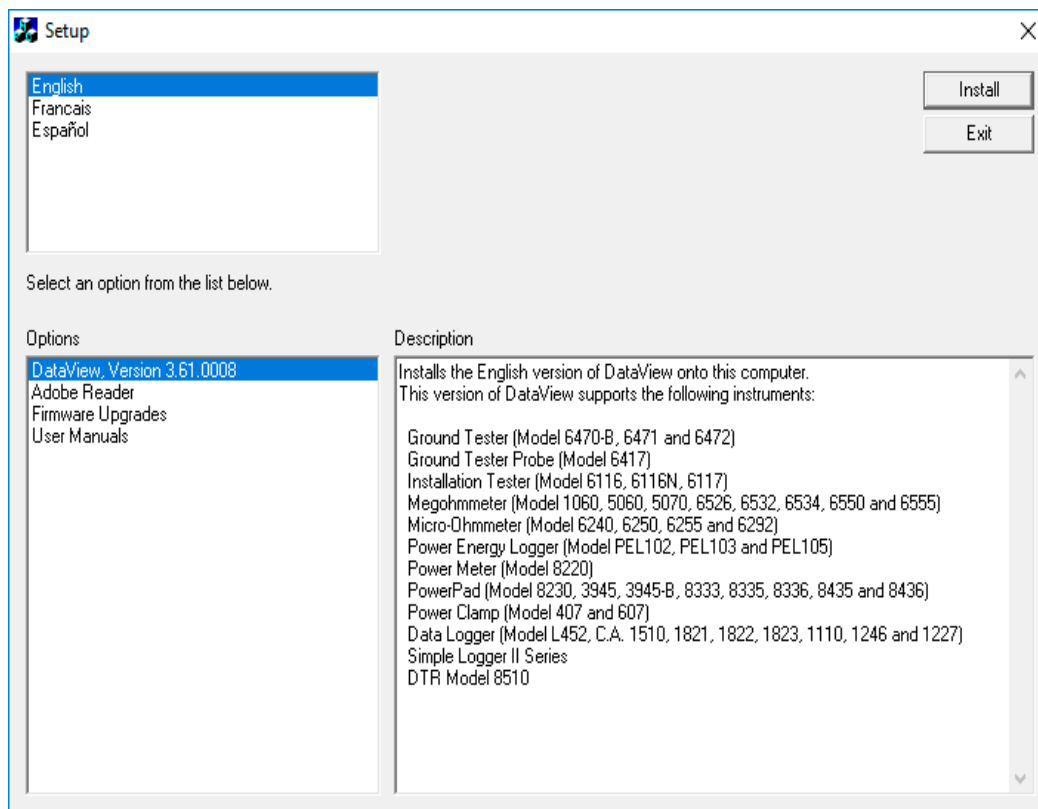 Setup
English
Francais
Español
Install
Exit
Select an option from the list below.
Options
DataView, Version 3.61.0008
Adobe Reader
Firmware Upgrades
User Manuals
Description
Installs the English version of DataView onto this computer.
This version of DataView supports the following instruments:
Ground Tester (Model 6470-B, 6471 and 6472)
Ground Tester Probe (Model 6417)
Installation Tester (Model 6116, 6116N, 6117)
Megohmmeter (Model 1060, 5060, 5070, 6526, 6532, 6534, 6550 and 6555)
Micro-Ohmmeter (Model 6240, 6250, 6255 and 6292)
Power Energy Logger (Model PEL102, PEL103 and PEL105)
Power Meter (Model 8220)
PowerPad (Model 8230, 3945, 3945-B, 8333, 8335, 8336, 8435 and 8436)
Power Clamp (Model 407 and 607)
Data Logger (Model L452, C.A. 1510, 1821, 1822, 1823, 1110, 1246 and 1227)
Simple Logger II Series
DTR Model 8510